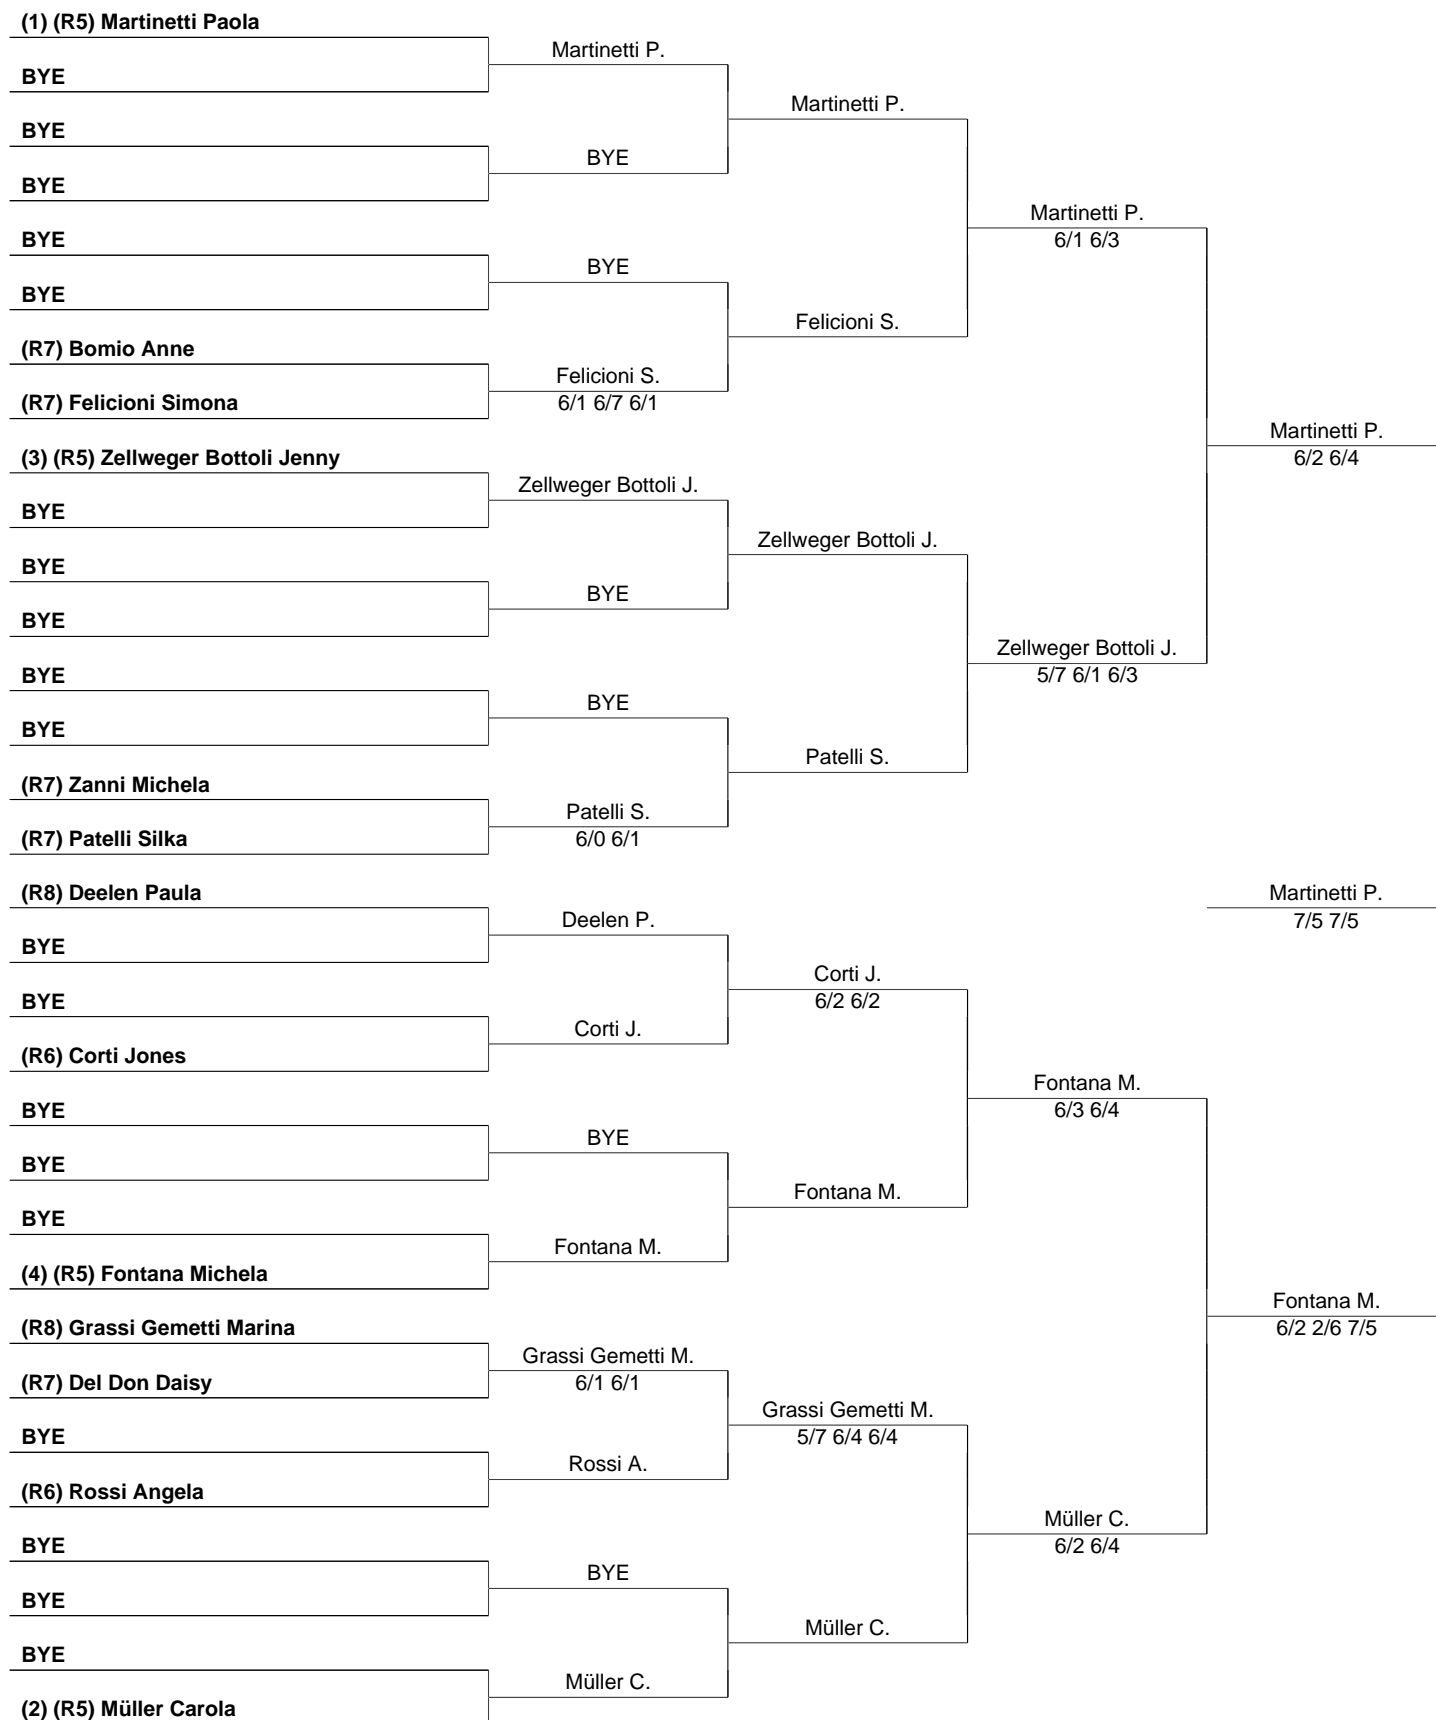 (1) (R5) Martinetti Paola
BYE
BYE
BYE
BYE
BYE
(R7) Bomio Anne
(R7) Felicioni Simona
(3) (R5) Zellweger Bottoli Jenny
BYE
BYE
BYE
BYE
BYE
(R7) Zanni Michela
(R7) Patelli Silka
(R8) Deelen Paula
BYE
BYE
(R6) Corti Jones
BYE
BYE
BYE
(4) (R5) Fontana Michela
(R8) Grassi Gemetti Marina
(R7) Del Don Daisy
BYE
(R6) Rossi Angela
BYE
BYE
BYE
(2) (R5) Müller Carola
Martinetti P.
BYE
BYE
Felicioni S.
6/1 6/7 6/1
Zellweger Bottoli J.
BYE
BYE
Patelli S.
6/0 6/1
Deelen P.
Corti J.
BYE
Fontana M.
Grassi Gemetti M.
6/1 6/1
Rossi A.
BYE
Müller C.
Martinetti P.
Felicioni S.
Zellweger Bottoli J.
Patelli S.
Corti J.
6/2 6/2
Fontana M.
Grassi Gemetti M.
5/7 6/4 6/4
Müller C.
Martinetti P.
6/1 6/3
Zellweger Bottoli J.
5/7 6/1 6/3
Fontana M.
6/3 6/4
Müller C.
6/2 6/4
Martinetti P.
6/2 6/4
Martinetti P.
7/5 7/5
Fontana M.
6/2 2/6 7/5